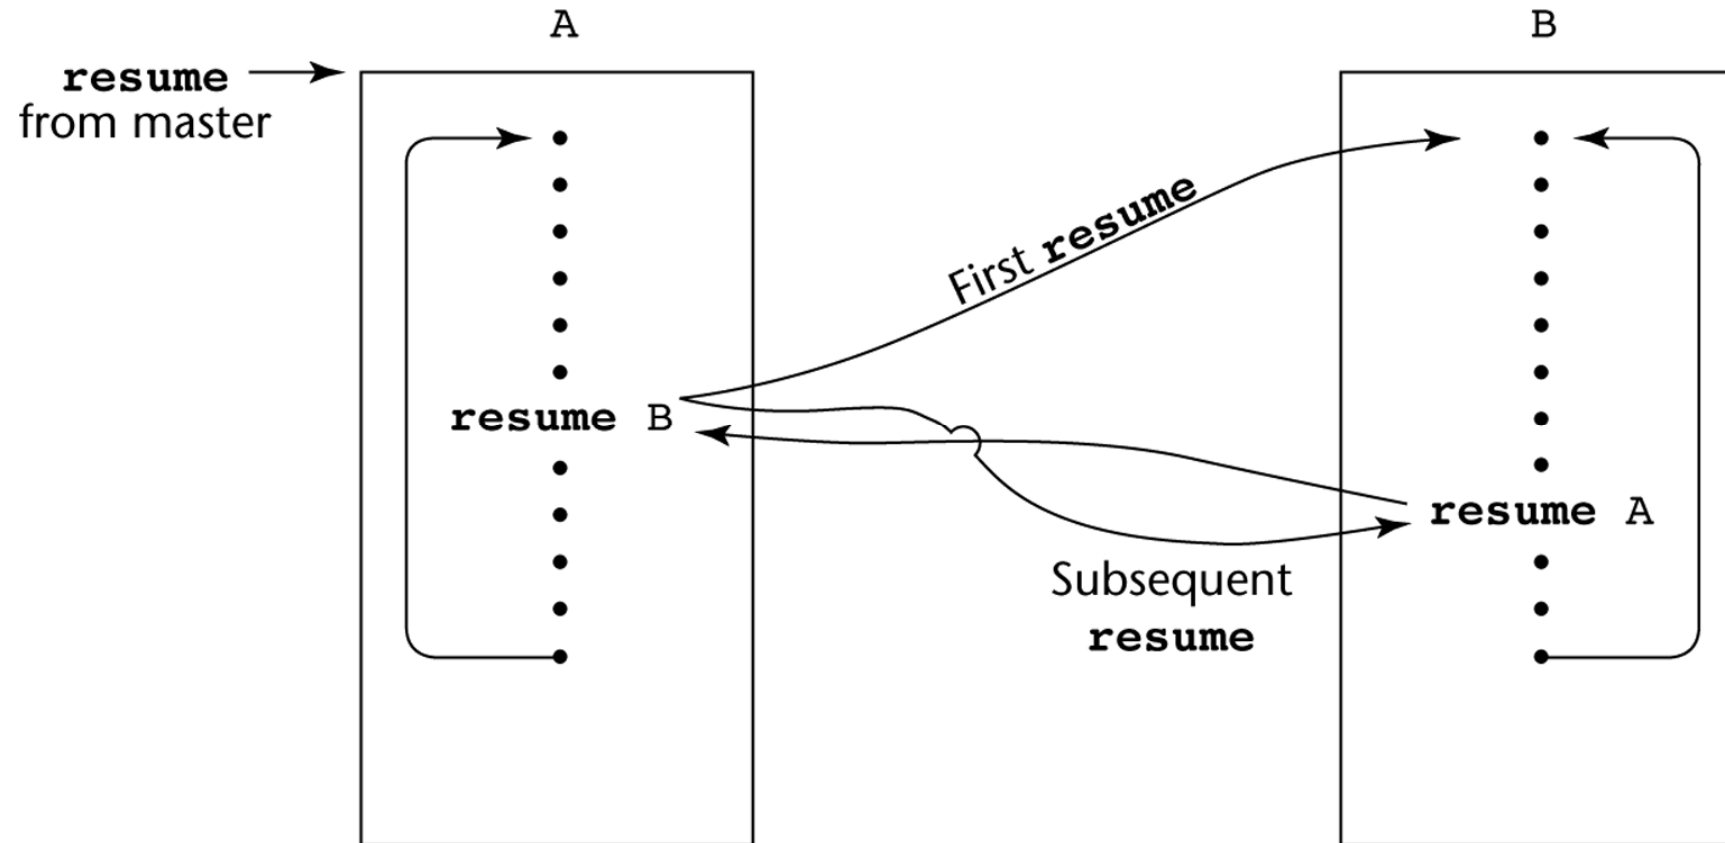 A
B
resume
from master
First resume
resume B
resume A
Subsequent
resume